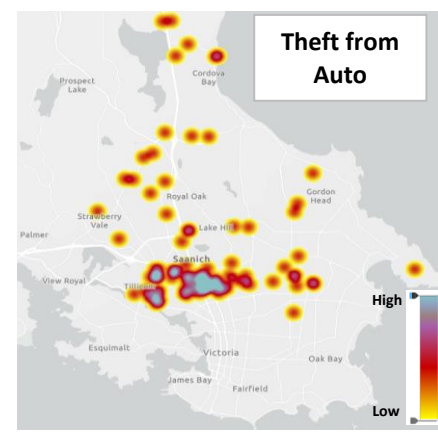 Theft from
Auto
Cordova
Bay
Prospect
Lake
Gordon
Head
Royal Oak
Strawberry
Vale
Lake Hill
Palmer
Saanich
View Royal
Tillicum
High
Esquimalt
Victoria
Oak Bay
James Bay
Fairfield
Low